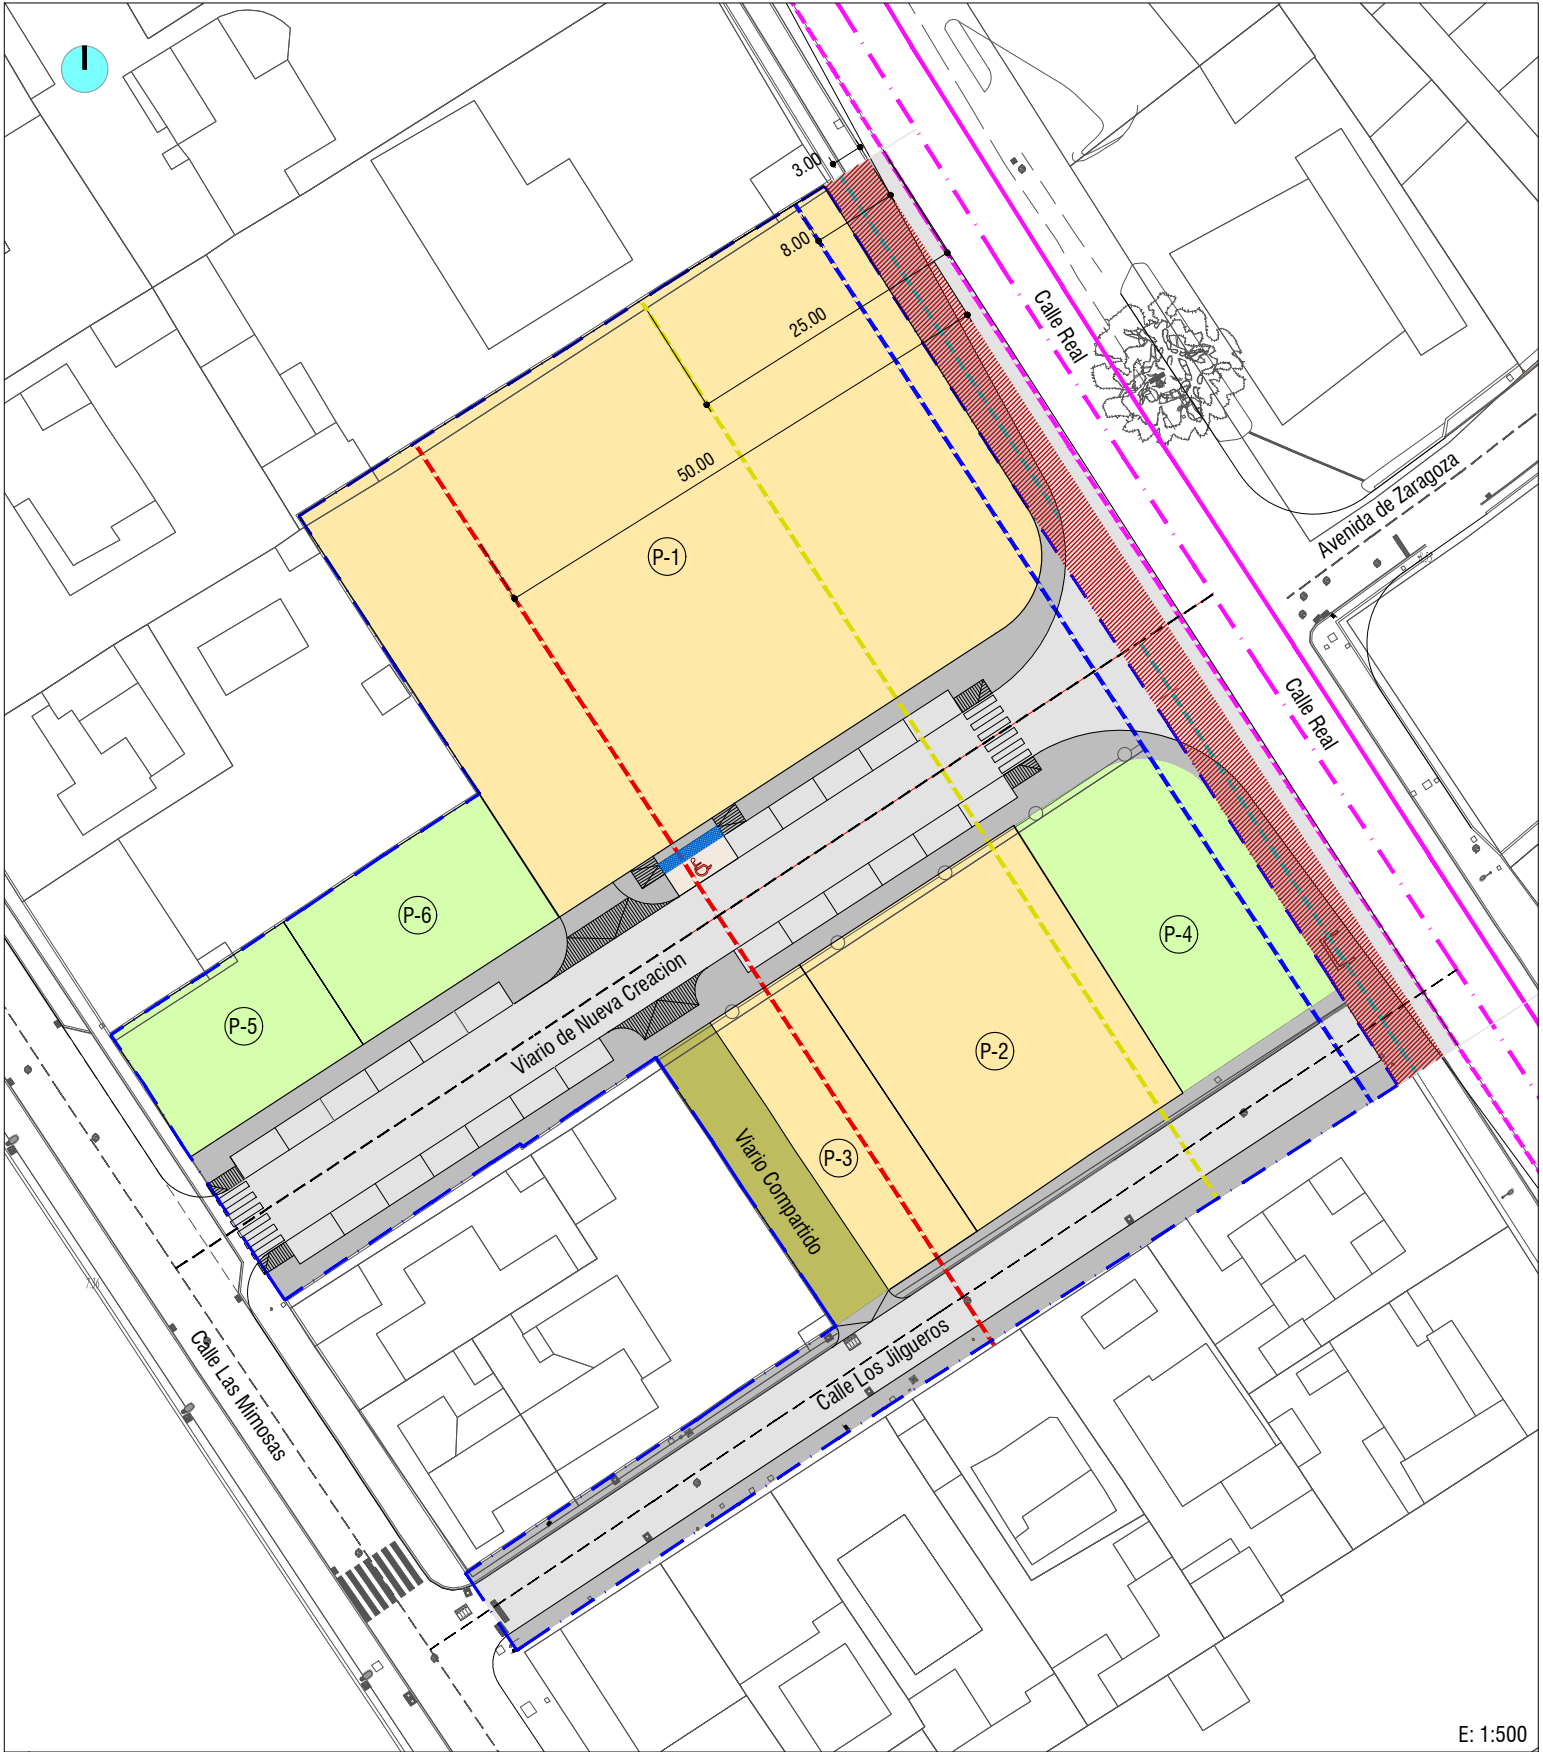 3.00
8.00
25.00
50.00
Calle Real
Avenida de Zaragoza
P-1
Calle Real
P-6
P-4
Viario de Nueva Creacion
P-5
P-2
P-3
Viario Compartido
Calle Los Jilgueros
Calle Las Mimosas
E: 1:500